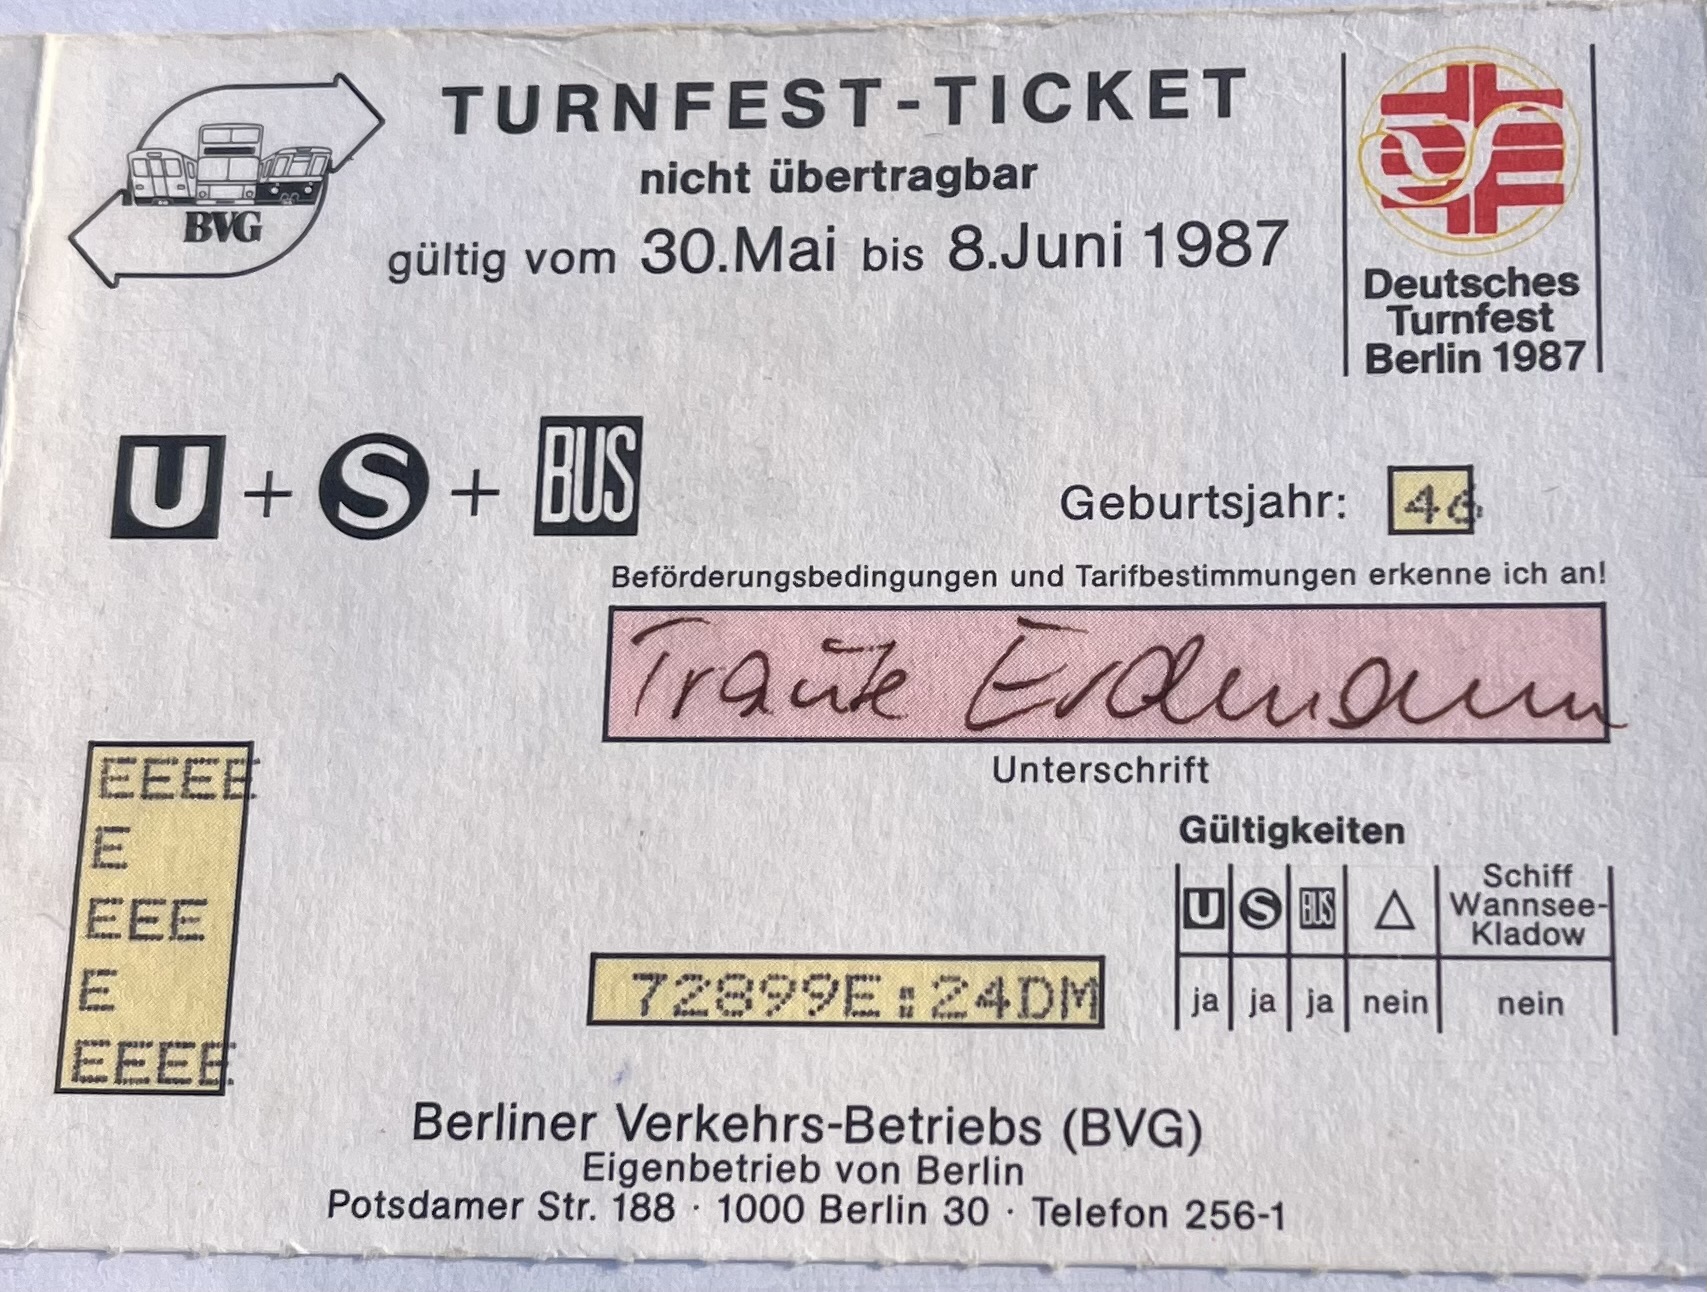 TURNFEST-TICKET
nicht übertragbar
gültig vom 30.Mai bis 8.Juni 1987
BVG
Deutsches
Turnfest
Berlin 1987
U + S + BUS
Geburtsjahr: 46
Beförderungsbedingungen und Tarifbestimmungen erkenne ich an!
Traute Erdmann
Unterschrift
EEEE
E
EEE
E
EEEE
72899E:24DM
Gültigkeiten
U S BUS △ Schiff
Wannsee-
Kladow
ja ja ja nein nein
Berliner Verkehrs-Betriebs (BVG)
Eigenbetrieb von Berlin
Potsdamer Str. 188 · 1000 Berlin 30 · Telefon 256-1